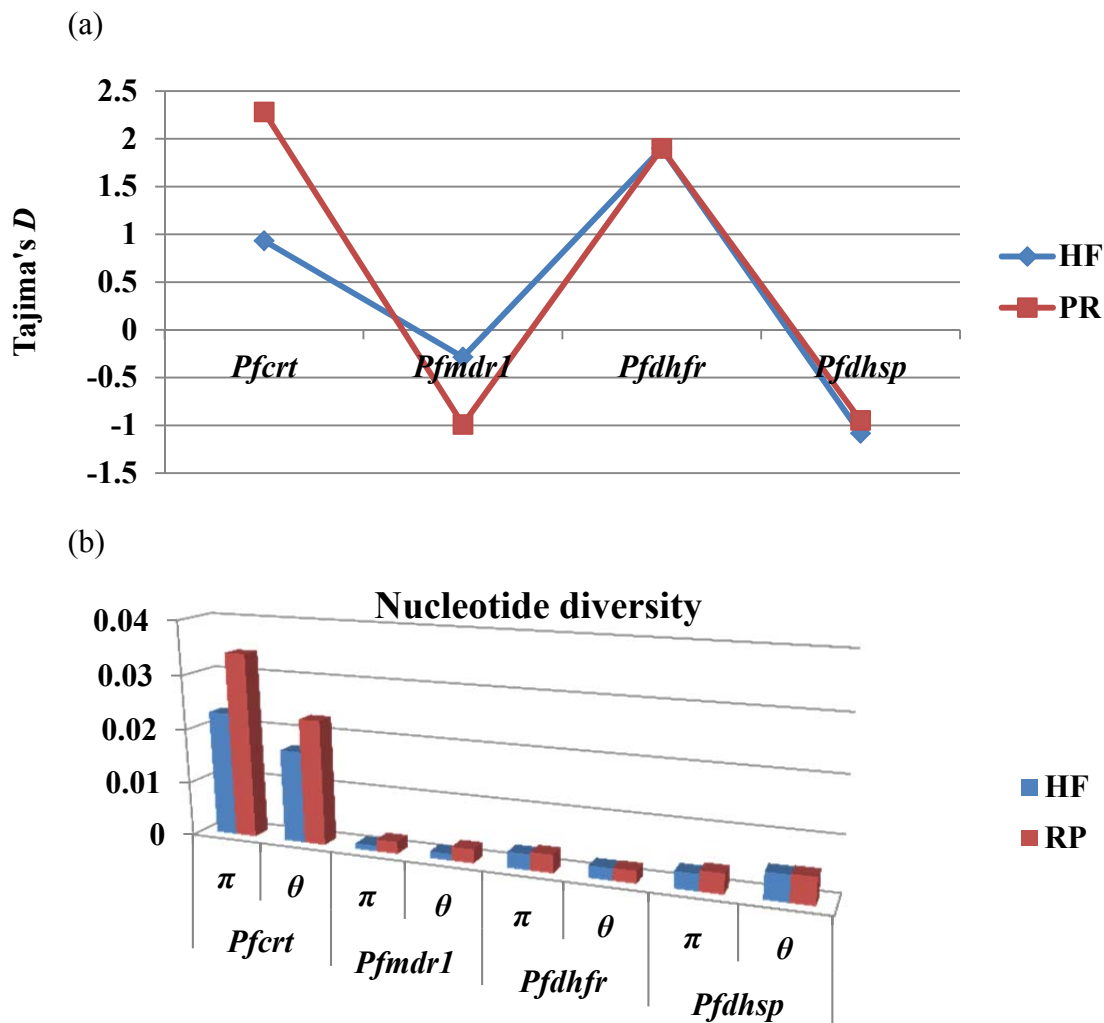 (a)
Tajima's D
2.5
2
1.5
1
0.5
0
-0.5
-1
-1.5
Pfcrt Pfmdr1 Pfdhfr Pfdhsp
HF
PR
(b)
Nucleotide diversity
0.04
0.03
0.02
0.01
0
π θ π θ π θ π θ
Pfcrt Pfmdr1 Pfdhfr Pfdhsp
HF
RP